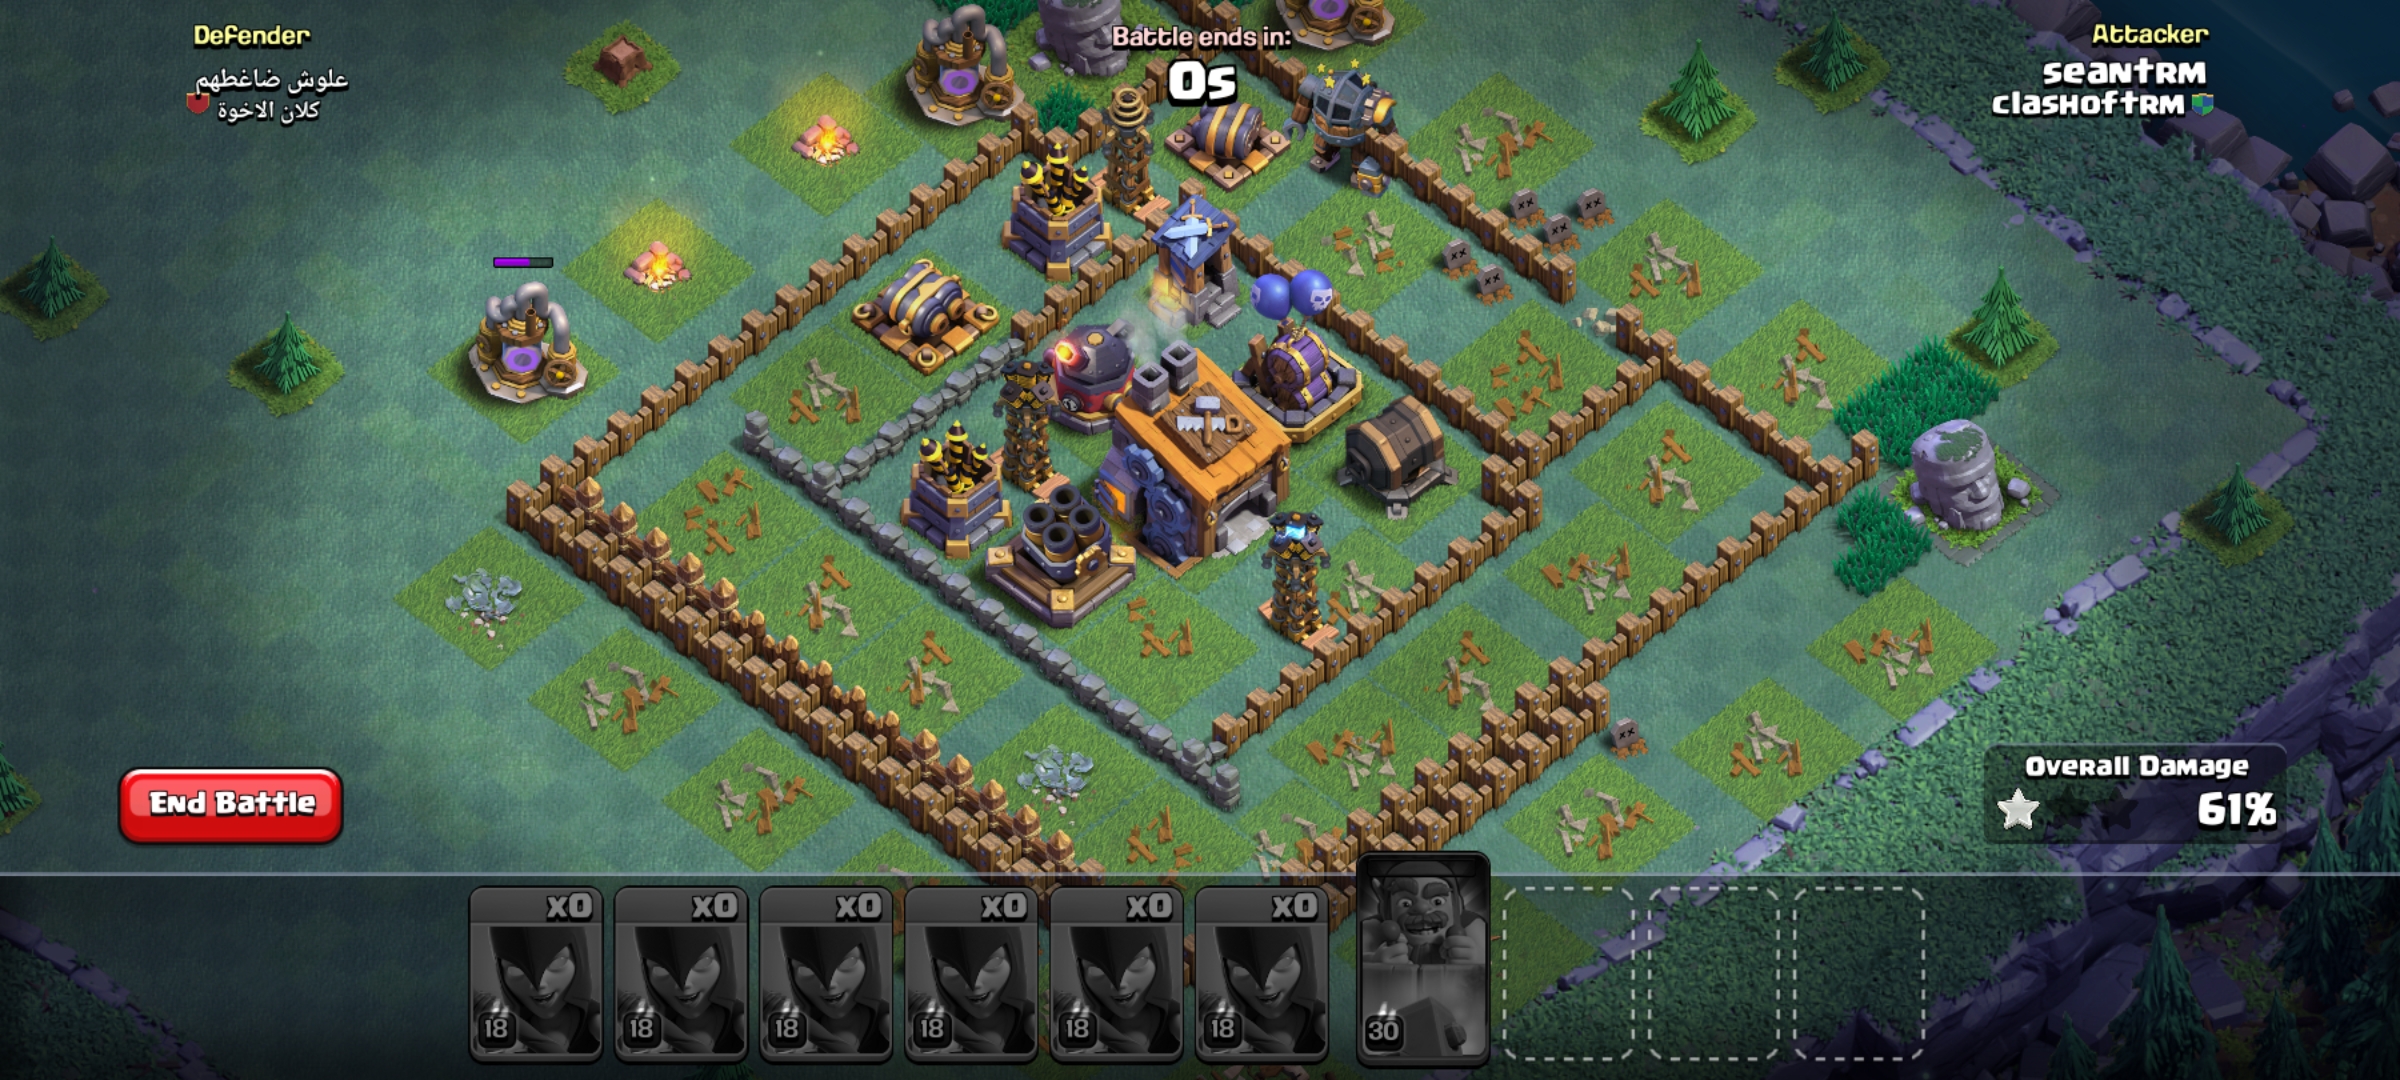 Defender
علوش ضاغطهم
كلان الاخوة
Battle ends in:
0s
Attacker
seantRM
clashoftRM
End Battle
Overall Damage
61%
x0 x0 x0 x0 x0 x0
18 18 18 18 18 18 30